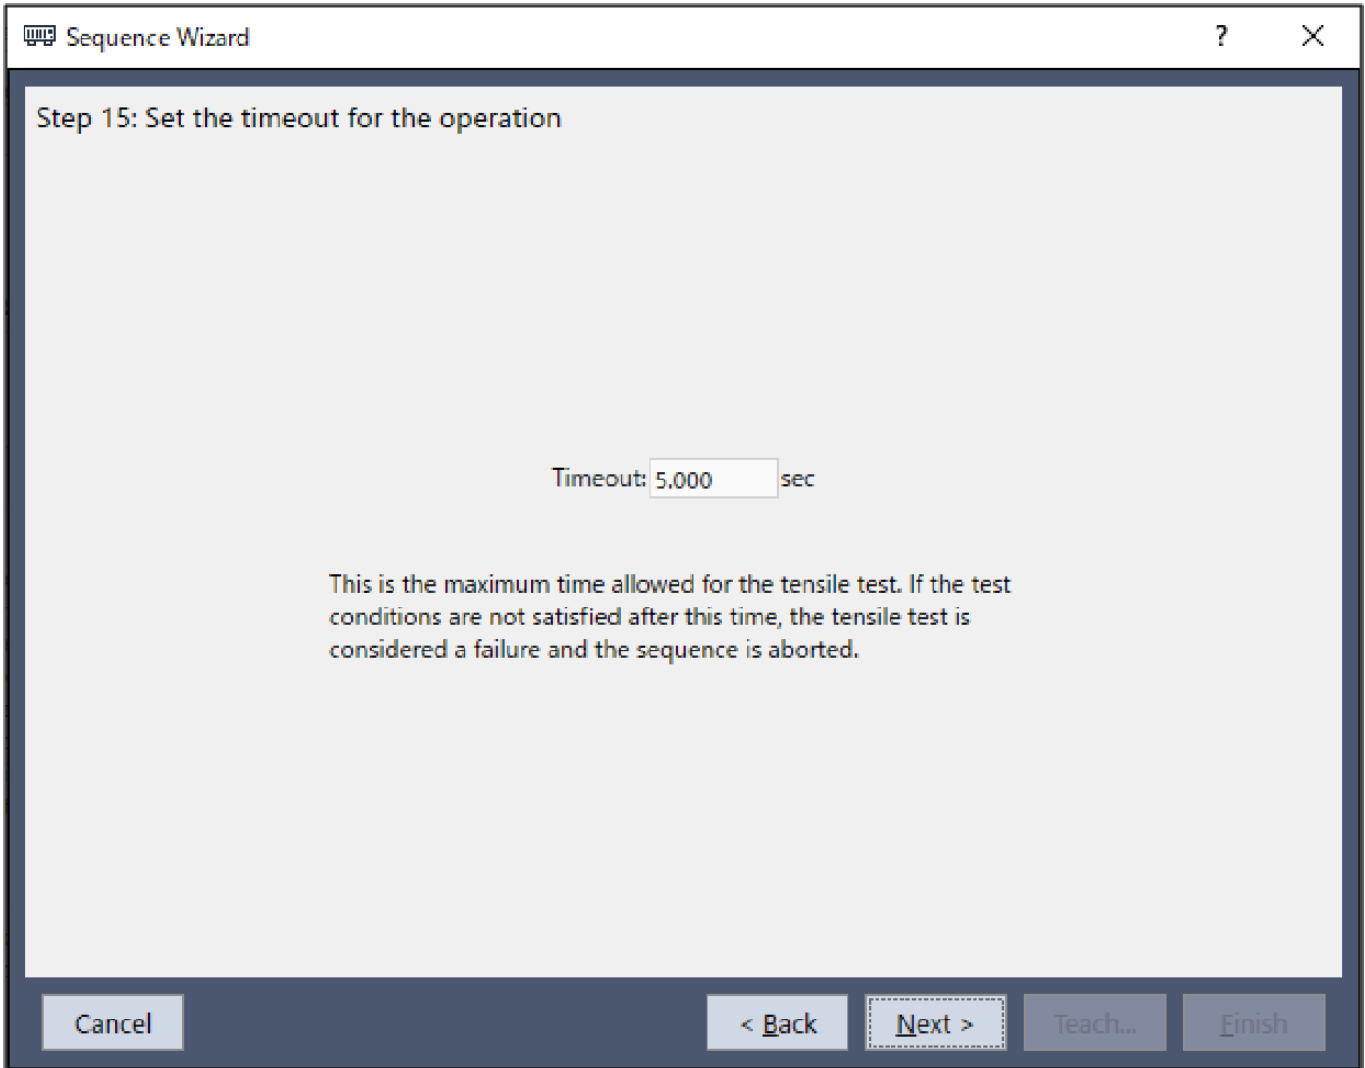 Sequence Wizard
?
Step 15: Set the timeout for the operation
Timeout: 5.000 sec
This is the maximum time allowed for the tensile test. If the test
conditions are not satisfied after this time, the tensile test is
considered a failure and the sequence is aborted.
Cancel
< Back
Next >
Teach...
Finish